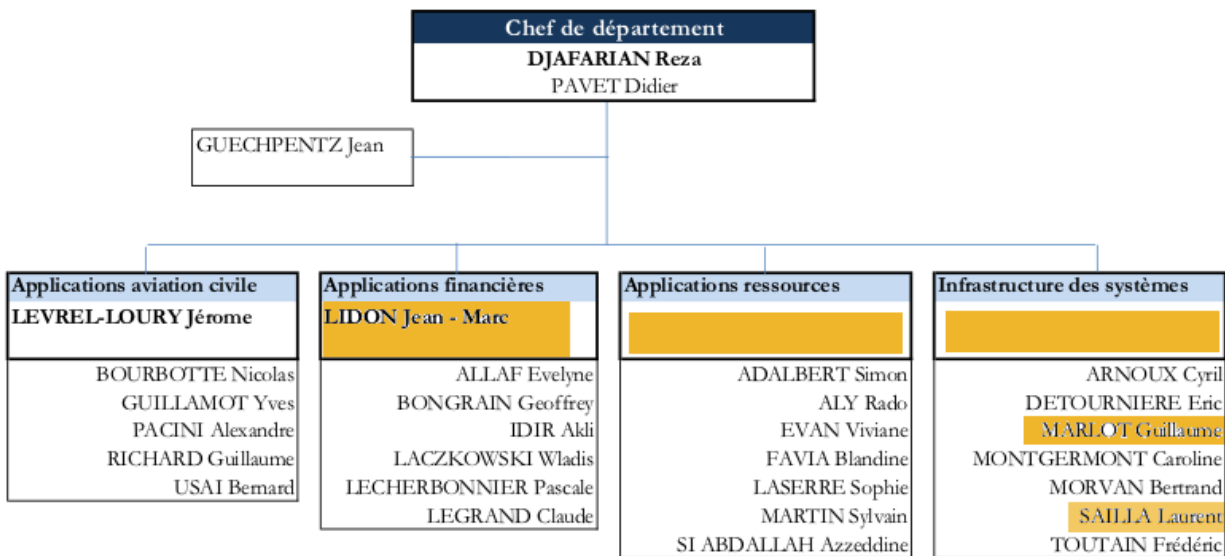 Chef de département
DJAFARIAN Reza
PAVET Didier
GUECHPENTZ Jean
Applications aviation civile
LEVREL-LOURY Jérome
BOURBOTTE Nicolas
GUILLAMOT Yves
PACINI Alexandre
RICHARD Guillaume
USAI Bernard
Applications financières
LIDON Jean - Marc
ALLAF Evelyne
BONGRAIN Geoffrey
IDIR Akli
LACZKOWSKI Wladis
LECHERBONNIER Pascale
LEGRAND Claude
Applications ressources
ADALBERT Simon
ALY Rado
EVAN Viviane
FAVIA Blandine
LASERRE Sophie
MARTIN Sylvain
SI ABDALLAH Azzeddine
Infrastructure des systèmes
ARNOUX Cyril
DETOURNIERE Eric
MARLOT Guillaume
MONTGERMONT Caroline
MORVAN Bertrand
SAILLA Laurent
TOUTAIN Frédéric